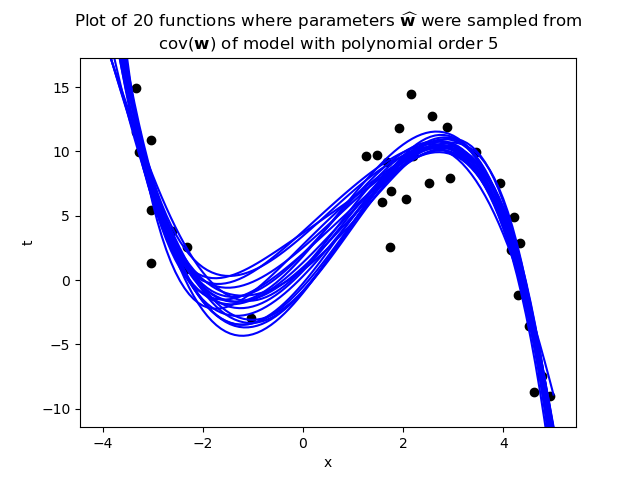 Plot of 20 functions where parameters ŵ were sampled from
cov(w) of model with polynomial order 5
15
10
5
0
−5
−10
t
−4 −2 0 2 4
x